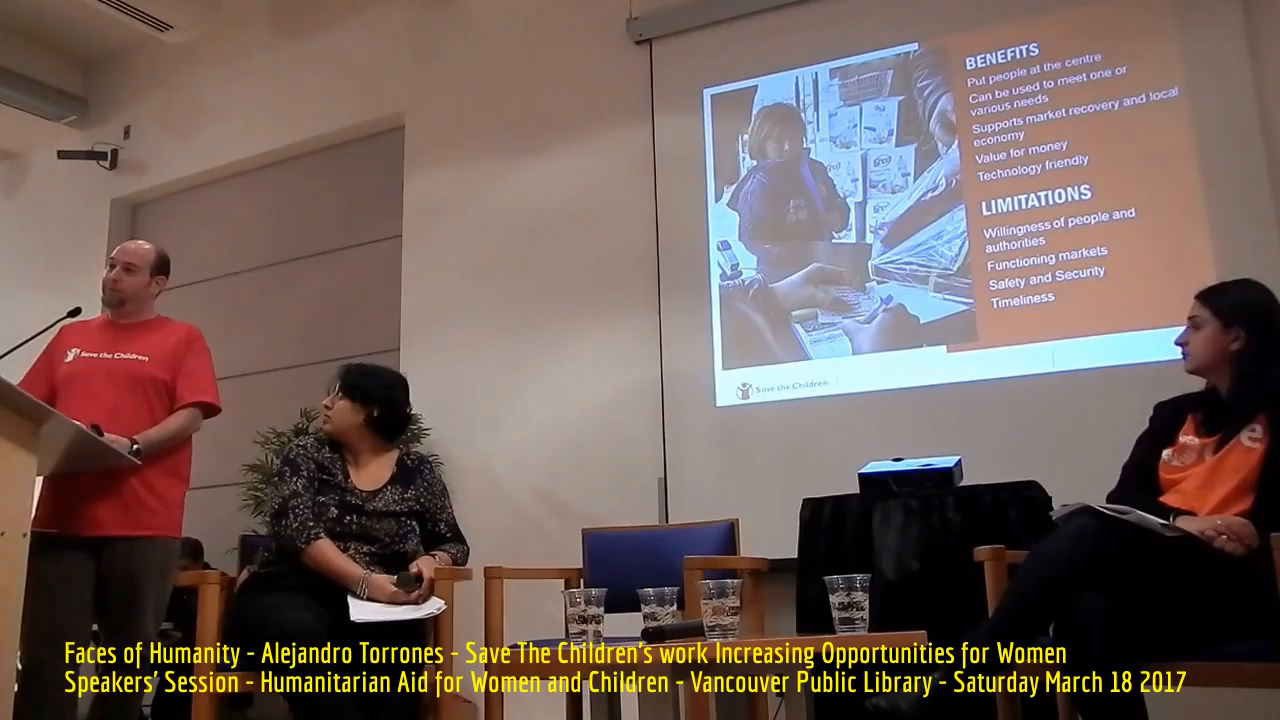 BENEFITS
Put people at the centre
Can be used to meet one or
various needs
Supports market recovery and local
economy
Value for money
Technology friendly
LIMITATIONS
Willingness of people and
authorities
Functioning markets
Safety and Security
Timeliness
Save the Children
Save the Children
Faces of Humanity - Alejandro Torrones - Save The Children's work Increasing Opportunities for Women
Speakers' Session - Humanitarian Aid for Women and Children - Vancouver Public Library - Saturday March 18 2017